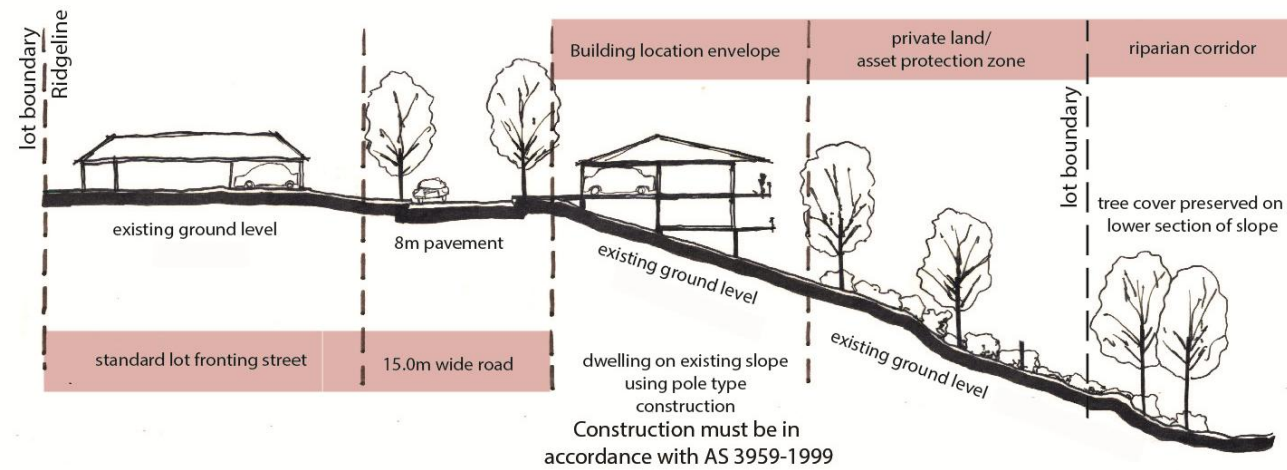 lot boundary
Ridgeline
Building location envelope
private land/
asset protection zone
riparian corridor
lot boundary
tree cover preserved on
lower section of slope
existing ground level
8m pavement
existing ground level
existing ground level
standard lot fronting street
15.0m wide road
dwelling on existing slope
using pole type
construction
Construction must be in
accordance with AS 3959-1999